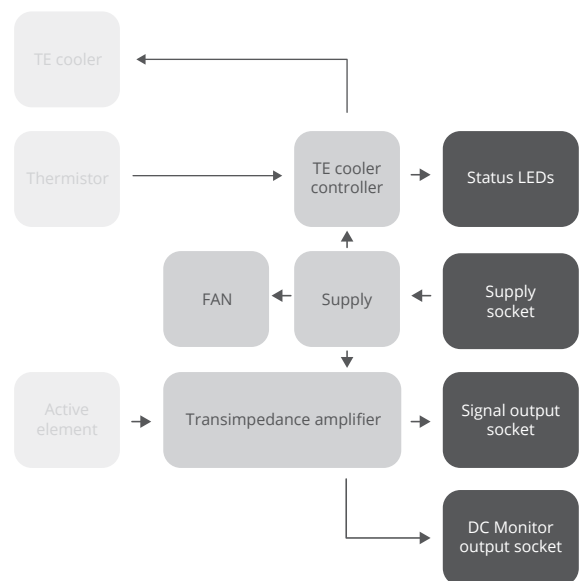 TE cooler
Thermistor
TE cooler
controller
Status LEDs
FAN
Supply
Supply
socket
Active
element
Transimpedance amplifier
Signal output
socket
DC Monitor
output socket